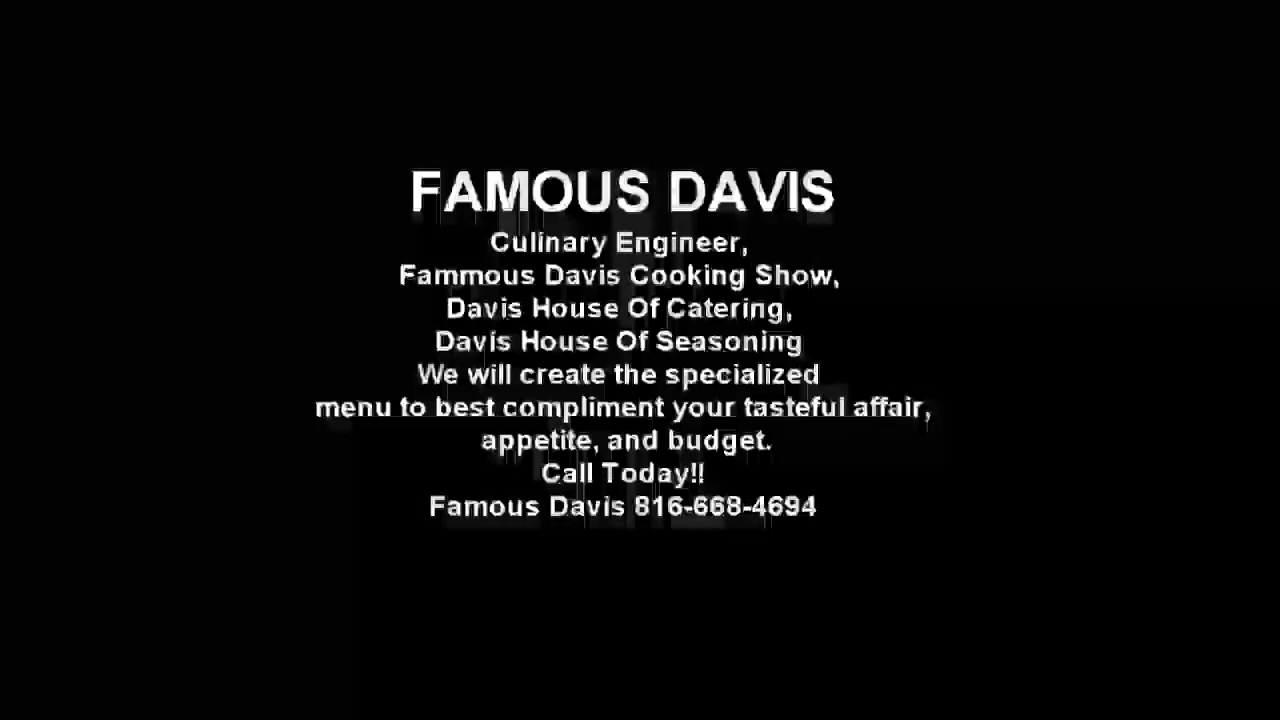 FAMOUS DAVIS
Culinary Engineer,
Fammous Davis Cooking Show,
Davis House Of Catering,
Davis House Of Seasoning
We will create the specialized
menu to best compliment your tasteful affair,
appetite, and budget.
Call Today!!
Famous Davis 816-668-4694